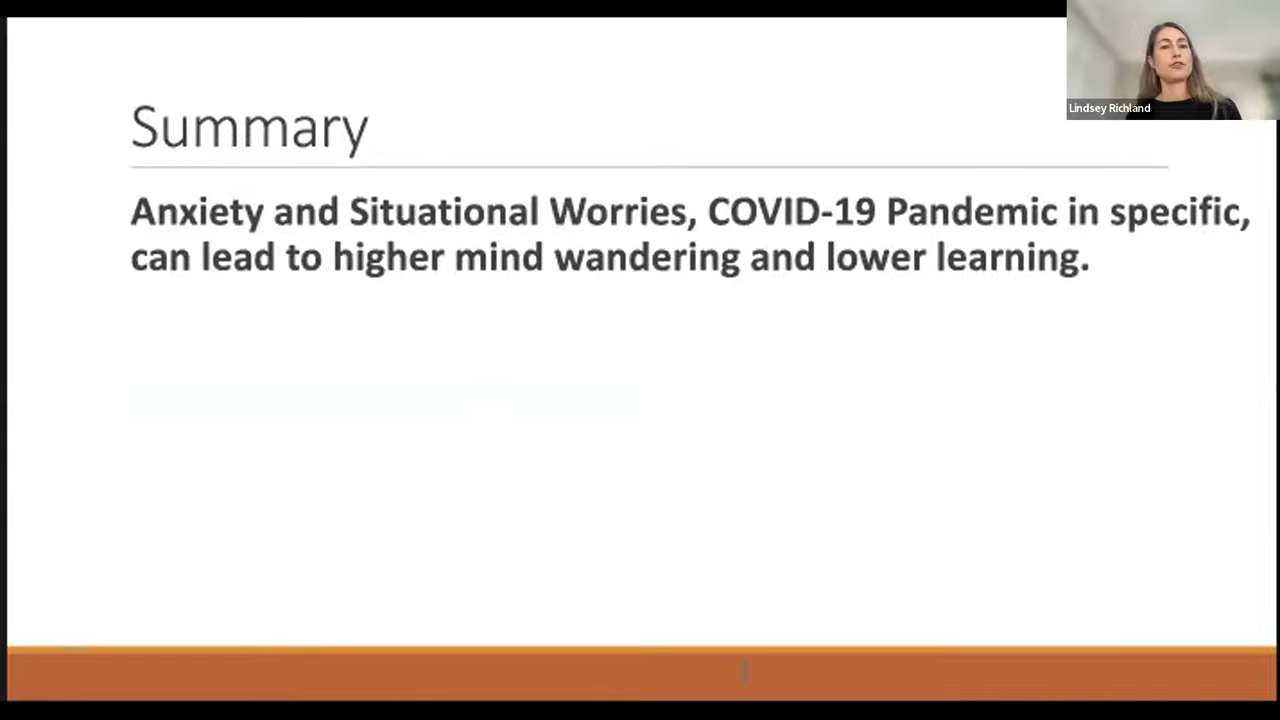 Lindsey Richland
Summary
Anxiety and Situational Worries, COVID-19 Pandemic in specific,
can lead to higher mind wandering and lower learning.